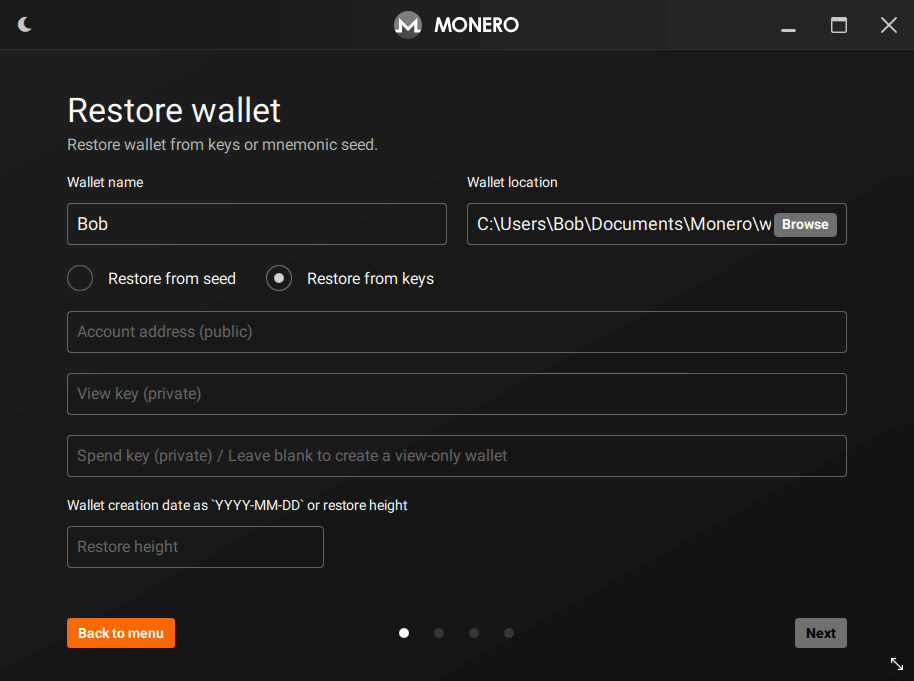 MONERO
Restore wallet
Restore wallet from keys or mnemonic seed.
Wallet name
Wallet location
Bob
C:\Users\Bob\Documents\Monero\w
Browse
Restore from seed
Restore from keys
Account address (public)
View key (private)
Spend key (private) / Leave blank to create a view-only wallet
Wallet creation date as `YYYY-MM-DD` or restore height
Restore height
Back to menu
Next